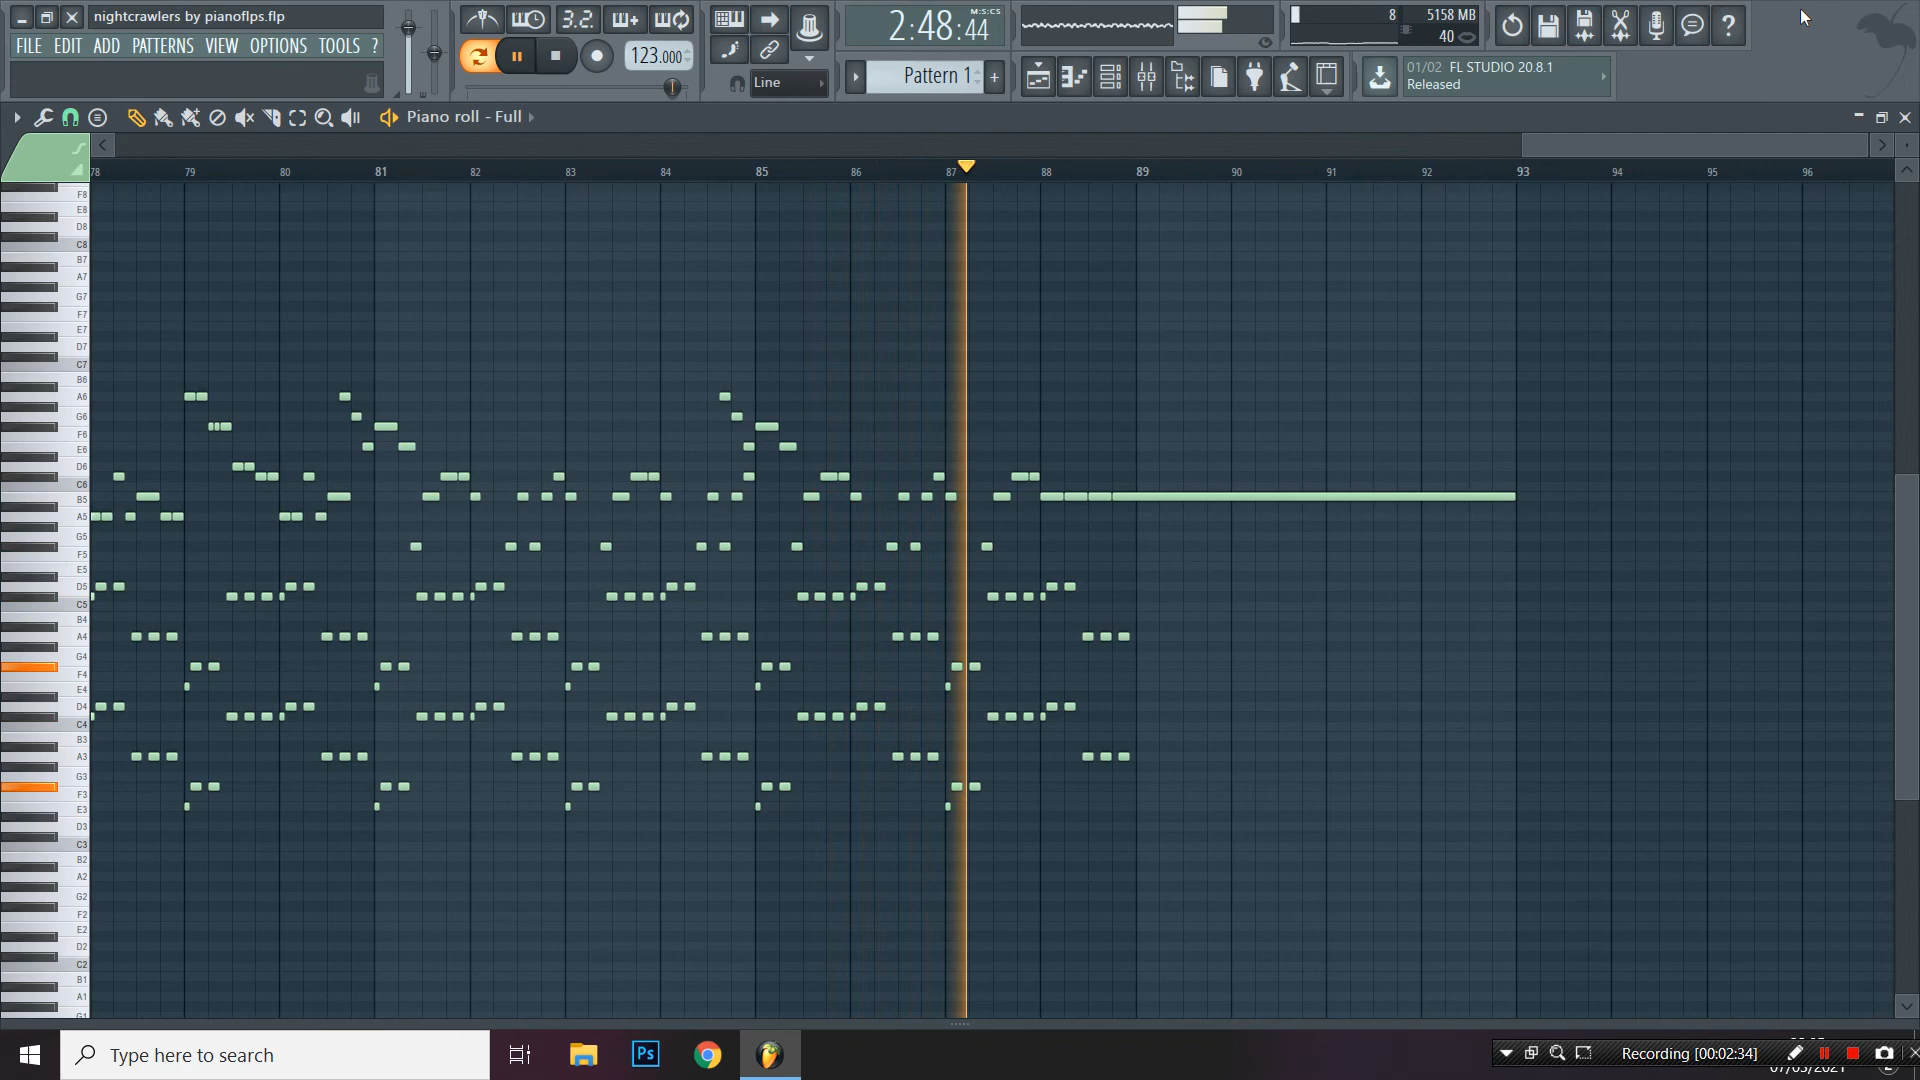 nightcrawlers by pianoflps.flp
FILE EDIT ADD PATTERNS VIEW OPTIONS TOOLS ?
3.2.
123.000
Line
2:48:44
M:S:CS
Pattern 1
8
5158 MB
40
01/02 FL STUDIO 20.8.1
Released
Piano roll - Full
78 79 80 81 82 83 84 85 86 87 88 89 90 91 92 93 94 95 96
F8
E8
D8
C8
B7
A7
G7
F7
E7
D7
C7
B6
A6
G6
F6
E6
D6
C6
B5
A5
G5
F5
E5
D5
C5
B4
A4
G4
F4
E4
D4
C4
B3
A3
G3
F3
E3
D3
C3
B2
A2
G2
F2
E2
D2
C2
B1
A1
G1
Type here to search
Ps
Recording [00:02:34]
07/05/2021